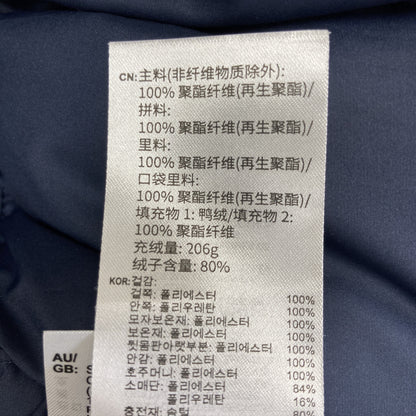 CN: 主料(非纤维物质除外):
100% 聚酯纤维(再生聚酯)/
拼料:
100% 聚酯纤维(再生聚酯)/
里料:
100% 聚酯纤维(再生聚酯)/
口袋里料:
100% 聚酯纤维(再生聚酯)/
填充物 1: 鸭绒/填充物 2:
100% 聚酯纤维
充绒量: 206g
绒子含量: 80%
KOR: 겉감:
겉쪽: 폴리에스터 100%
안쪽: 폴리우레탄 100%
모자보온재: 폴리에스터 100%
보온재: 폴리에스터 100%
뒷몸판아랫부분: 폴리에스터 100%
안감: 폴리에스터 100%
호주머니: 폴리에스터 100%
소매단: 폴리에스터 84%
폴리우레탄 16%
충전재: 솜털 80%
AU/
GB: